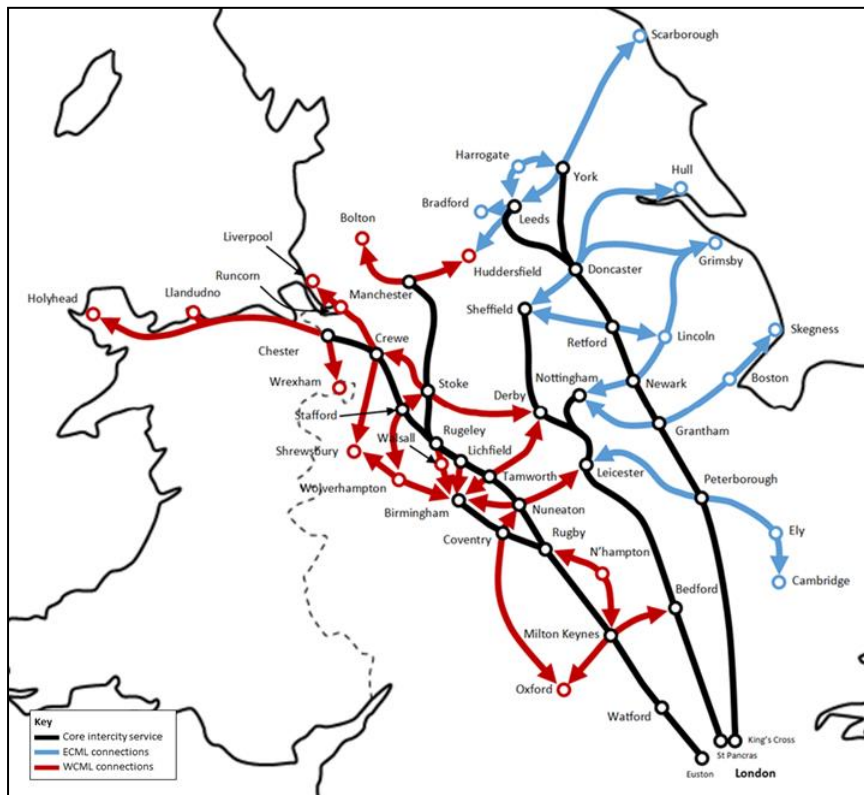 Scarborough
Harrogate
York
Hull
Bradford
Leeds
Bolton
Liverpool
Huddersfield
Doncaster
Grimsby
Runcorn
Manchester
Holyhead
Llandudno
Sheffield
Skegness
Chester
Crewe
Retford
Lincoln
Nottingham
Wrexham
Stoke
Derby
Newark
Boston
Stafford
Grantham
Rugeley
Walsall
Shrewsbury
Lichfield
Tamworth
Leicester
Peterborough
Wolverhampton
Birmingham
Nuneaton
Coventry
Rugby
Ely
N'hampton
Cambridge
Bedford
Milton Keynes
Oxford
Watford
Key
Core intercity service
ECML connections
WCML connections
King's Cross
St Pancras
Euston
London